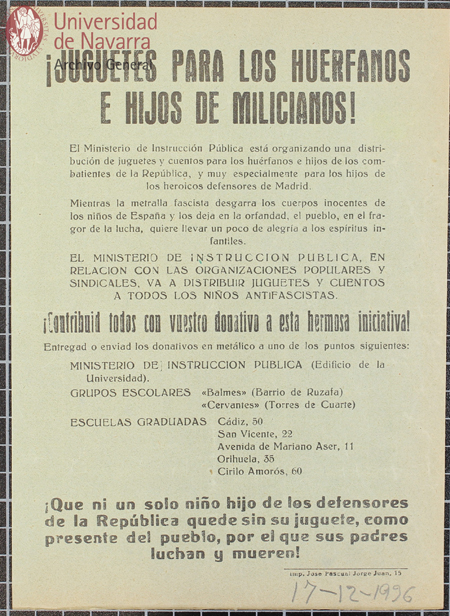 Universidad
de Navarra
Archivo General
¡JUGUETES PARA LOS HUERFANOS
E HIJOS DE MILICIANOS!
El Ministerio de Instrucción Pública está organizando una distri-
bución de juguetes y cuentos para los huérfanos e hijos de los com-
batientes de la República, y muy especialmente para los hijos de
los heroicos defensores de Madrid.
Mientras la metralla fascista desgarra los cuerpos inocentes
de los niños de España y los deja en la orfandad, el pueblo, en el fra-
gor de la lucha, quiere llevar un poco de alegría a los espíritus in-
fantiles.
EL MINISTERIO DE INSTRUCCION PUBLICA, EN
RELACION CON LAS ORGANIZACIONES POPULARES Y
SINDICALES, VA A DISTRIBUIR JUGUETES Y CUENTOS
A TODOS LOS NIÑOS ANTIFASCISTAS.
¡Contribuid todos con vuestro donativo a esta hermosa iniciativa!
Entregad o enviad los donativos en metálico a uno de los puntos siguientes:
MINISTERIO DE INSTRUCCION PUBLICA (Edificio de la
Universidad).
GRUPOS ESCOLARES «Balmes» (Barrio de Ruzafa)
«Cervantes» (Torres de Cuarte)
ESCUELAS GRADUADAS Cádiz, 50
San Vicente, 22
Avenida de Mariano Aser, 11
Orihuela, 35
Cirilo Amorós, 60
¡Que ni un solo niño hijo de los defensores
de la República quede sin su juguete, como
presente del pueblo, por el que sus padres
luchan y mueren!
Imp. José Pascual Jorge Juan, 15
17-12-1936